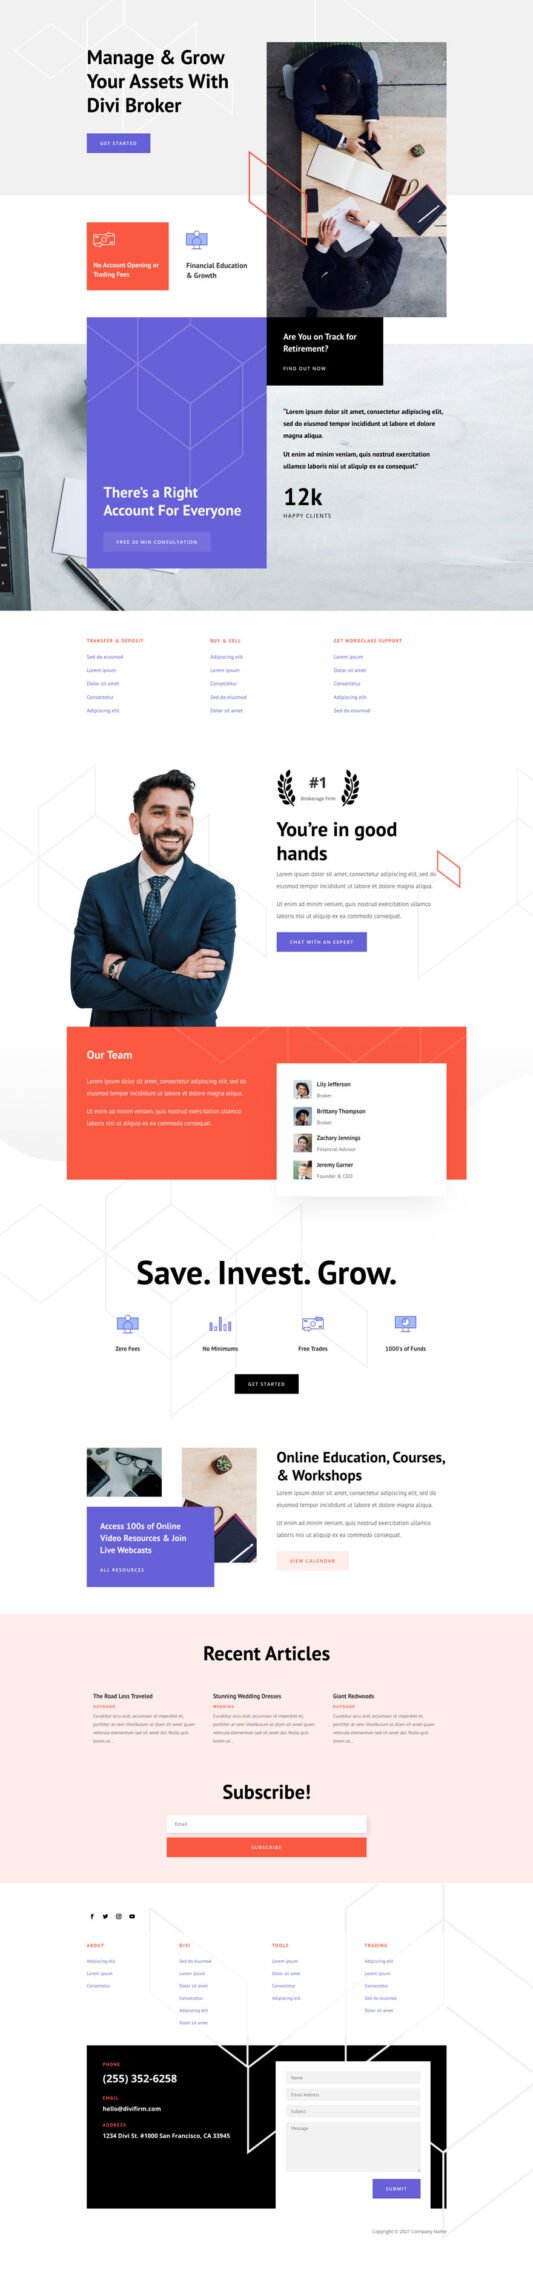 Manage & Grow
Your Assets With
Divi Broker
GET STARTED
No Account Opening or
Trading Fees
Financial Education
& Growth
Are You on Track for
Retirement?
FIND OUT NOW
"Lorem ipsum dolor sit amet, consectetur adipiscing elit,
sed do eiusmod tempor incididunt ut labore et dolore
magna aliqua.
Ut enim ad minim veniam, quis nostrud exercitation
ullamco laboris nisi ut aliquip ex ea consequat."
12k
HAPPY CLIENTS
There's a Right
Account For Everyone
FREE 30 MIN CONSULTATION
TRANSFER & DEPOSIT
Sed do eiusmod
Lorem ipsum
Dolor sit amet
Consectetur
Adipiscing elit
BUY & SELL
Adipiscing elit
Lorem ipsum
Consectetur
Sed do eiusmod
Dolor sit amet
GET WORDCLASS SUPPORT
Lorem ipsum
Dolor sit amet
Consectetur
Adipiscing elit
Sed do eiusmod
#1
Brokerage Firm
You're in good
hands
Lorem ipsum dolor sit amet, consectetur adipiscing elit, sed do
eiusmod tempor incididunt ut labore et dolore magna aliqua.
Ut enim ad minim veniam, quis nostrud exercitation ullamco
laboris nisi ut aliquip ex ea commodo consequat.
CHAT WITH AN EXPERT
Our Team
Lorem ipsum dolor sit amet, consectetur adipiscing elit, sed do
eiusmod tempor incididunt ut labore et dolore magna aliqua.
Ut enim ad minim veniam, quis nostrud exercitation ullamco
laboris nisi ut aliquip ex ea commodo consequat.
Lily Jefferson
Broker
Brittany Thompson
Broker
Zachary Jennings
Financial Advisor
Jeremy Garner
Founder & CEO
Save. Invest. Grow.
Zero Fees
No Minimums
Free Trades
1000's of Funds
GET STARTED
Access 100s of Online
Video Resources & Join
Live Webcasts
ALL RESOURCES
Online Education, Courses,
& Workshops
Lorem ipsum dolor sit amet, consectetur adipiscing elit, sed do
eiusmod tempor incididunt ut labore et dolore magna aliqua.
Ut enim ad minim veniam, quis nostrud exercitation ullamco
laboris nisi ut aliquip ex ea commodo consequat.
VIEW CALENDAR
Recent Articles
The Road Less Traveled
OUTDOOR
Curabitur arcu erat, accumsan id imperdiet et,
porttitor at sem. Vestibulum ac diam sit amet quam
vehicula elementum sed sit amet dui. Nulla quis
lorem ut...
Stunning Wedding Dresses
WEDDING
Curabitur arcu erat, accumsan id imperdiet et,
porttitor at sem. Vestibulum ac diam sit amet quam
vehicula elementum sed sit amet dui. Nulla quis
lorem ut...
Giant Redwoods
OUTDOOR
Curabitur arcu erat, accumsan id imperdiet et,
porttitor at sem. Vestibulum ac diam sit amet quam
vehicula elementum sed sit amet dui. Nulla quis
lorem ut...
Subscribe!
Email
SUBSCRIBE
ABOUT
Adipiscing elit
Lorem ipsum
Consectetur
DIVI
Sed do eiusmod
Lorem ipsum
Dolor sit amet
Consectetur
Adipiscing elit
Dolor sit amet
TOOLS
Lorem ipsum
Dolor sit amet
Consectetur
Adipiscing elit
TRADING
Adipiscing elit
Lorem ipsum
Consectetur
Sed do eiusmod
Dolor sit amet
PHONE
(255) 352-6258
EMAIL
hello@divifirm.com
ADDRESS
1234 Divi St. #1000 San Francisco, CA 33945
Name
Email Address
Subject
Message
SUBMIT
Copyright © 2021 Company Name